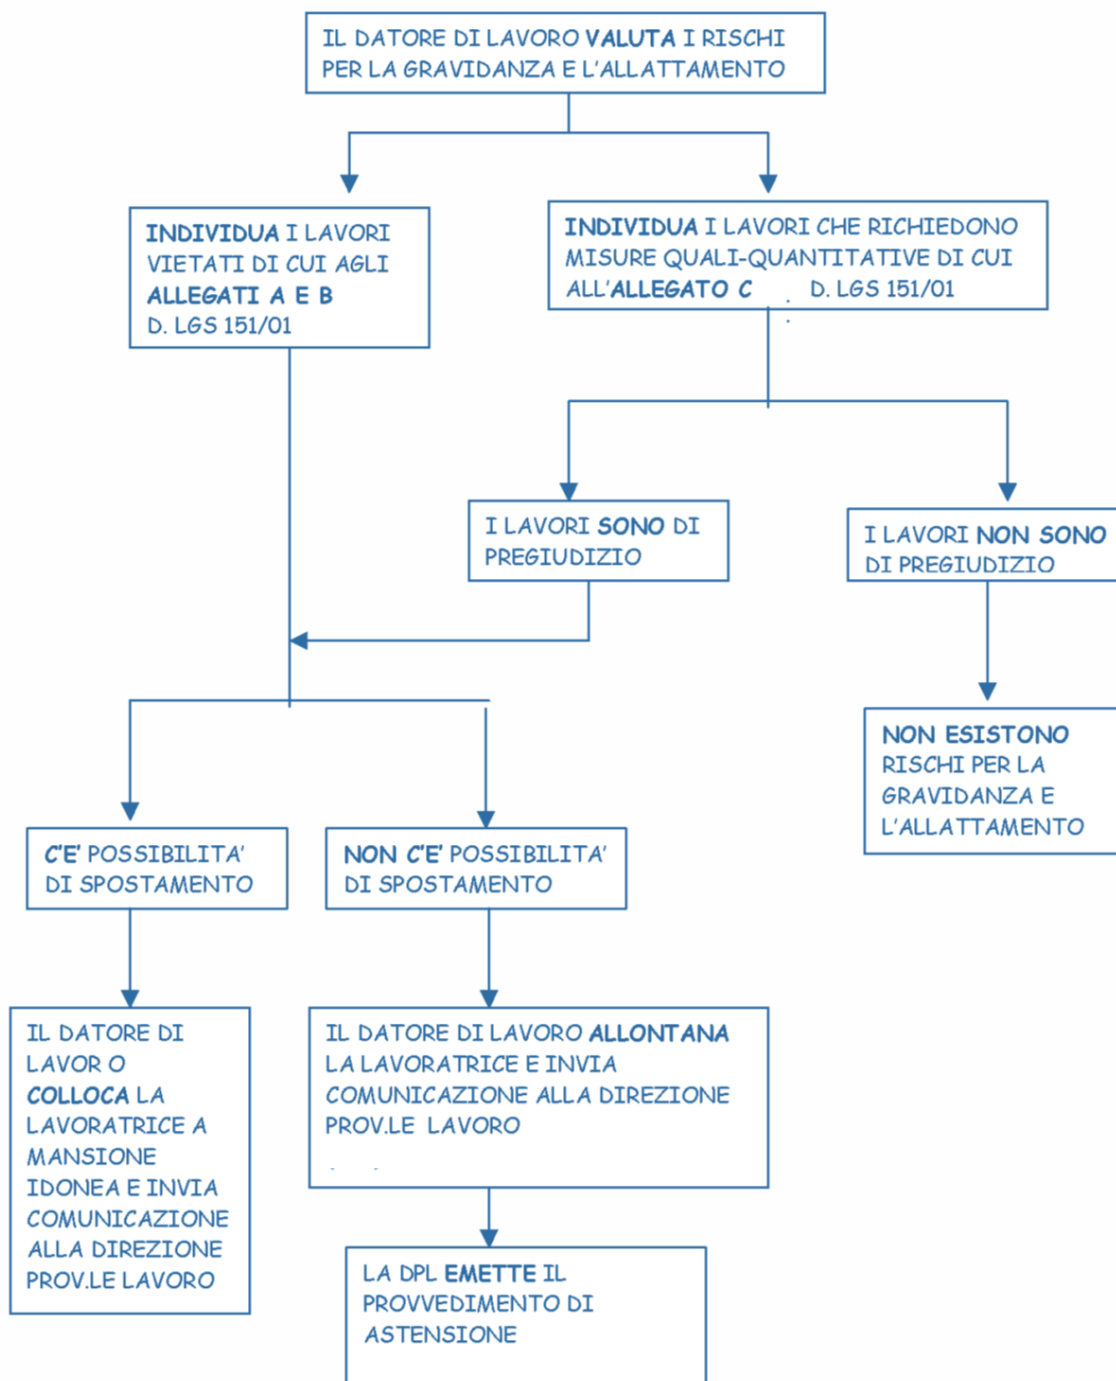 IL DATORE DI LAVORO VALUTA I RISCHI
PER LA GRAVIDANZA E L'ALLATTAMENTO
INDIVIDUA I LAVORI
VIETATI DI CUI AGLI
ALLEGATI A E B
D. LGS 151/01
INDIVIDUA I LAVORI CHE RICHIEDONO
MISURE QUALI-QUANTITATIVE DI CUI
ALL'ALLEGATO C D. LGS 151/01
I LAVORI SONO DI
PREGIUDIZIO
I LAVORI NON SONO
DI PREGIUDIZIO
NON ESISTONO
RISCHI PER LA
GRAVIDANZA E
L'ALLATTAMENTO
C'E' POSSIBILITA'
DI SPOSTAMENTO
NON C'E' POSSIBILITA'
DI SPOSTAMENTO
IL DATORE DI
LAVOR O
COLLOCA LA
LAVORATRICE A
MANSIONE
IDONEA E INVIA
COMUNICAZIONE
ALLA DIREZIONE
PROV.LE LAVORO
IL DATORE DI LAVORO ALLONTANA
LA LAVORATRICE E INVIA
COMUNICAZIONE ALLA DIREZIONE
PROV.LE LAVORO
LA DPL EMETTE IL
PROVVEDIMENTO DI
ASTENSIONE